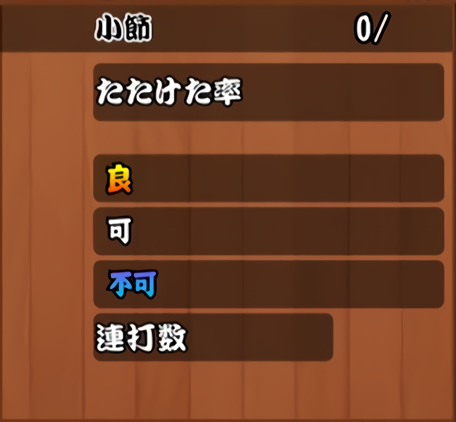 小節 0/
たたけた率
良
可
不可
連打数